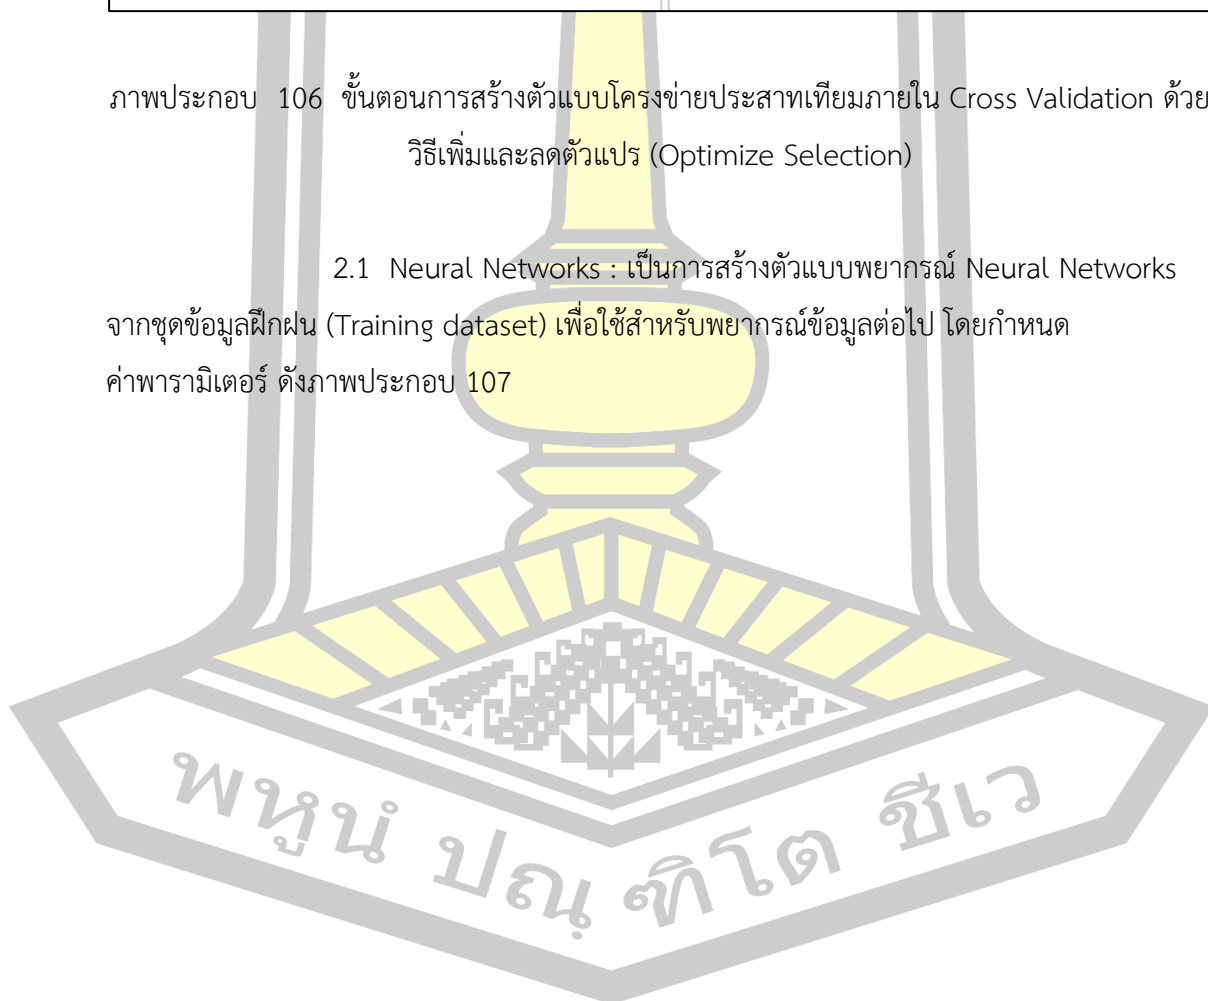 ภาพประกอบ 106 ขั้นตอนการสร้างตัวแบบโครงข่ายประสาทเทียมภายใน Cross Validation ด้วย
วิธีเพิ่มและลดตัวแปร (Optimize Selection)
2.1 Neural Networks : เป็นการสร้างตัวแบบพยากรณ์ Neural Networks
จากชุดข้อมูลฝึกฝน (Training dataset) เพื่อใช้สำหรับพยากรณ์ข้อมูลต่อไป โดยกำหนด
ค่าพารามิเตอร์ ดังภาพประกอบ 107
พหูนํ ปณฺ ฑิโต ชีเว